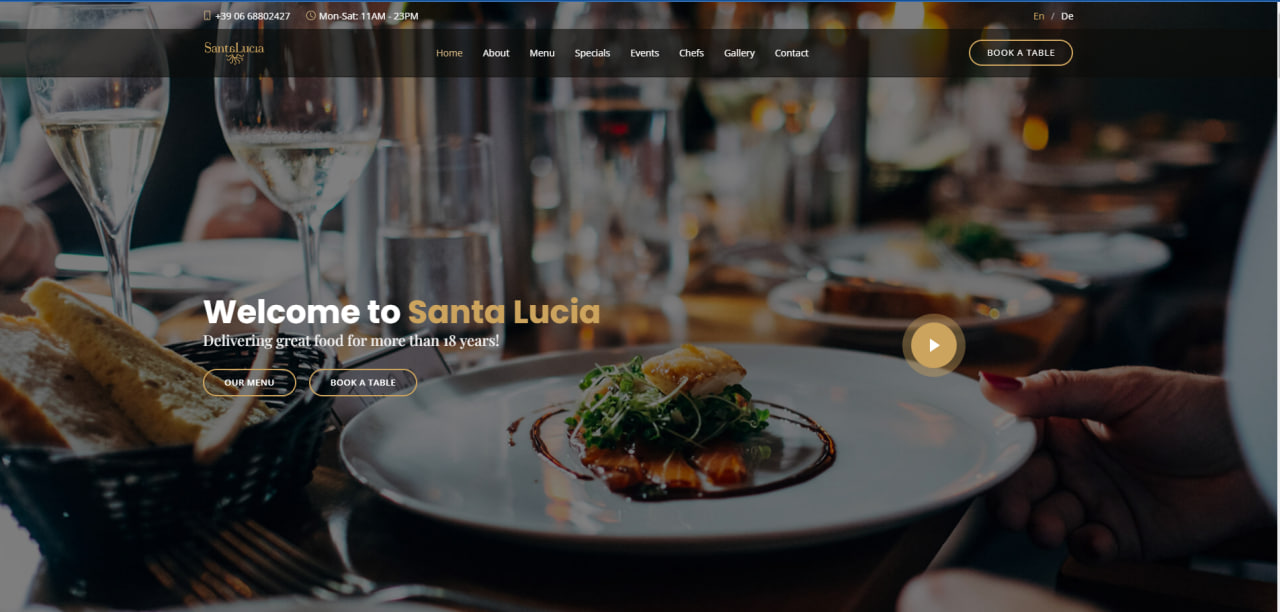 +39 06 68802427 Mon-Sat: 11AM - 23PM En / De
SantaLucia Home About Menu Specials Events Chefs Gallery Contact BOOK A TABLE
Welcome to Santa Lucia
Delivering great food for more than 18 years!
OUR MENU BOOK A TABLE